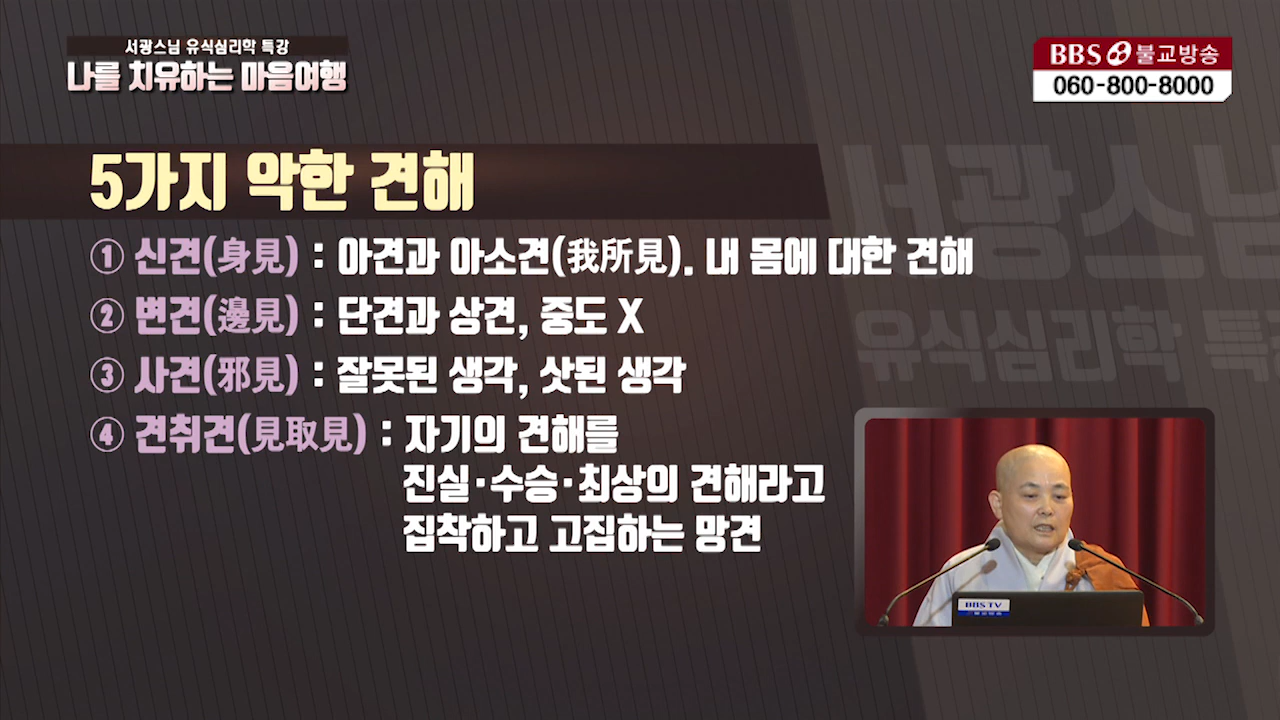 서광스님 유식심리학 특강
나를 치유하는 마음여행
BBS 불교방송
060-800-8000
5가지 악한 견해
① 신견(身見) : 아견과 아소견(我所見). 내 몸에 대한 견해
② 변견(邊見) : 단견과 상견, 중도 X
③ 사견(邪見) : 잘못된 생각, 삿된 생각
④ 견취견(見取見) : 자기의 견해를
진실·수승·최상의 견해라고
집착하고 고집하는 망견
서광스님
유식심리학 특강
BBS TV
불교방송